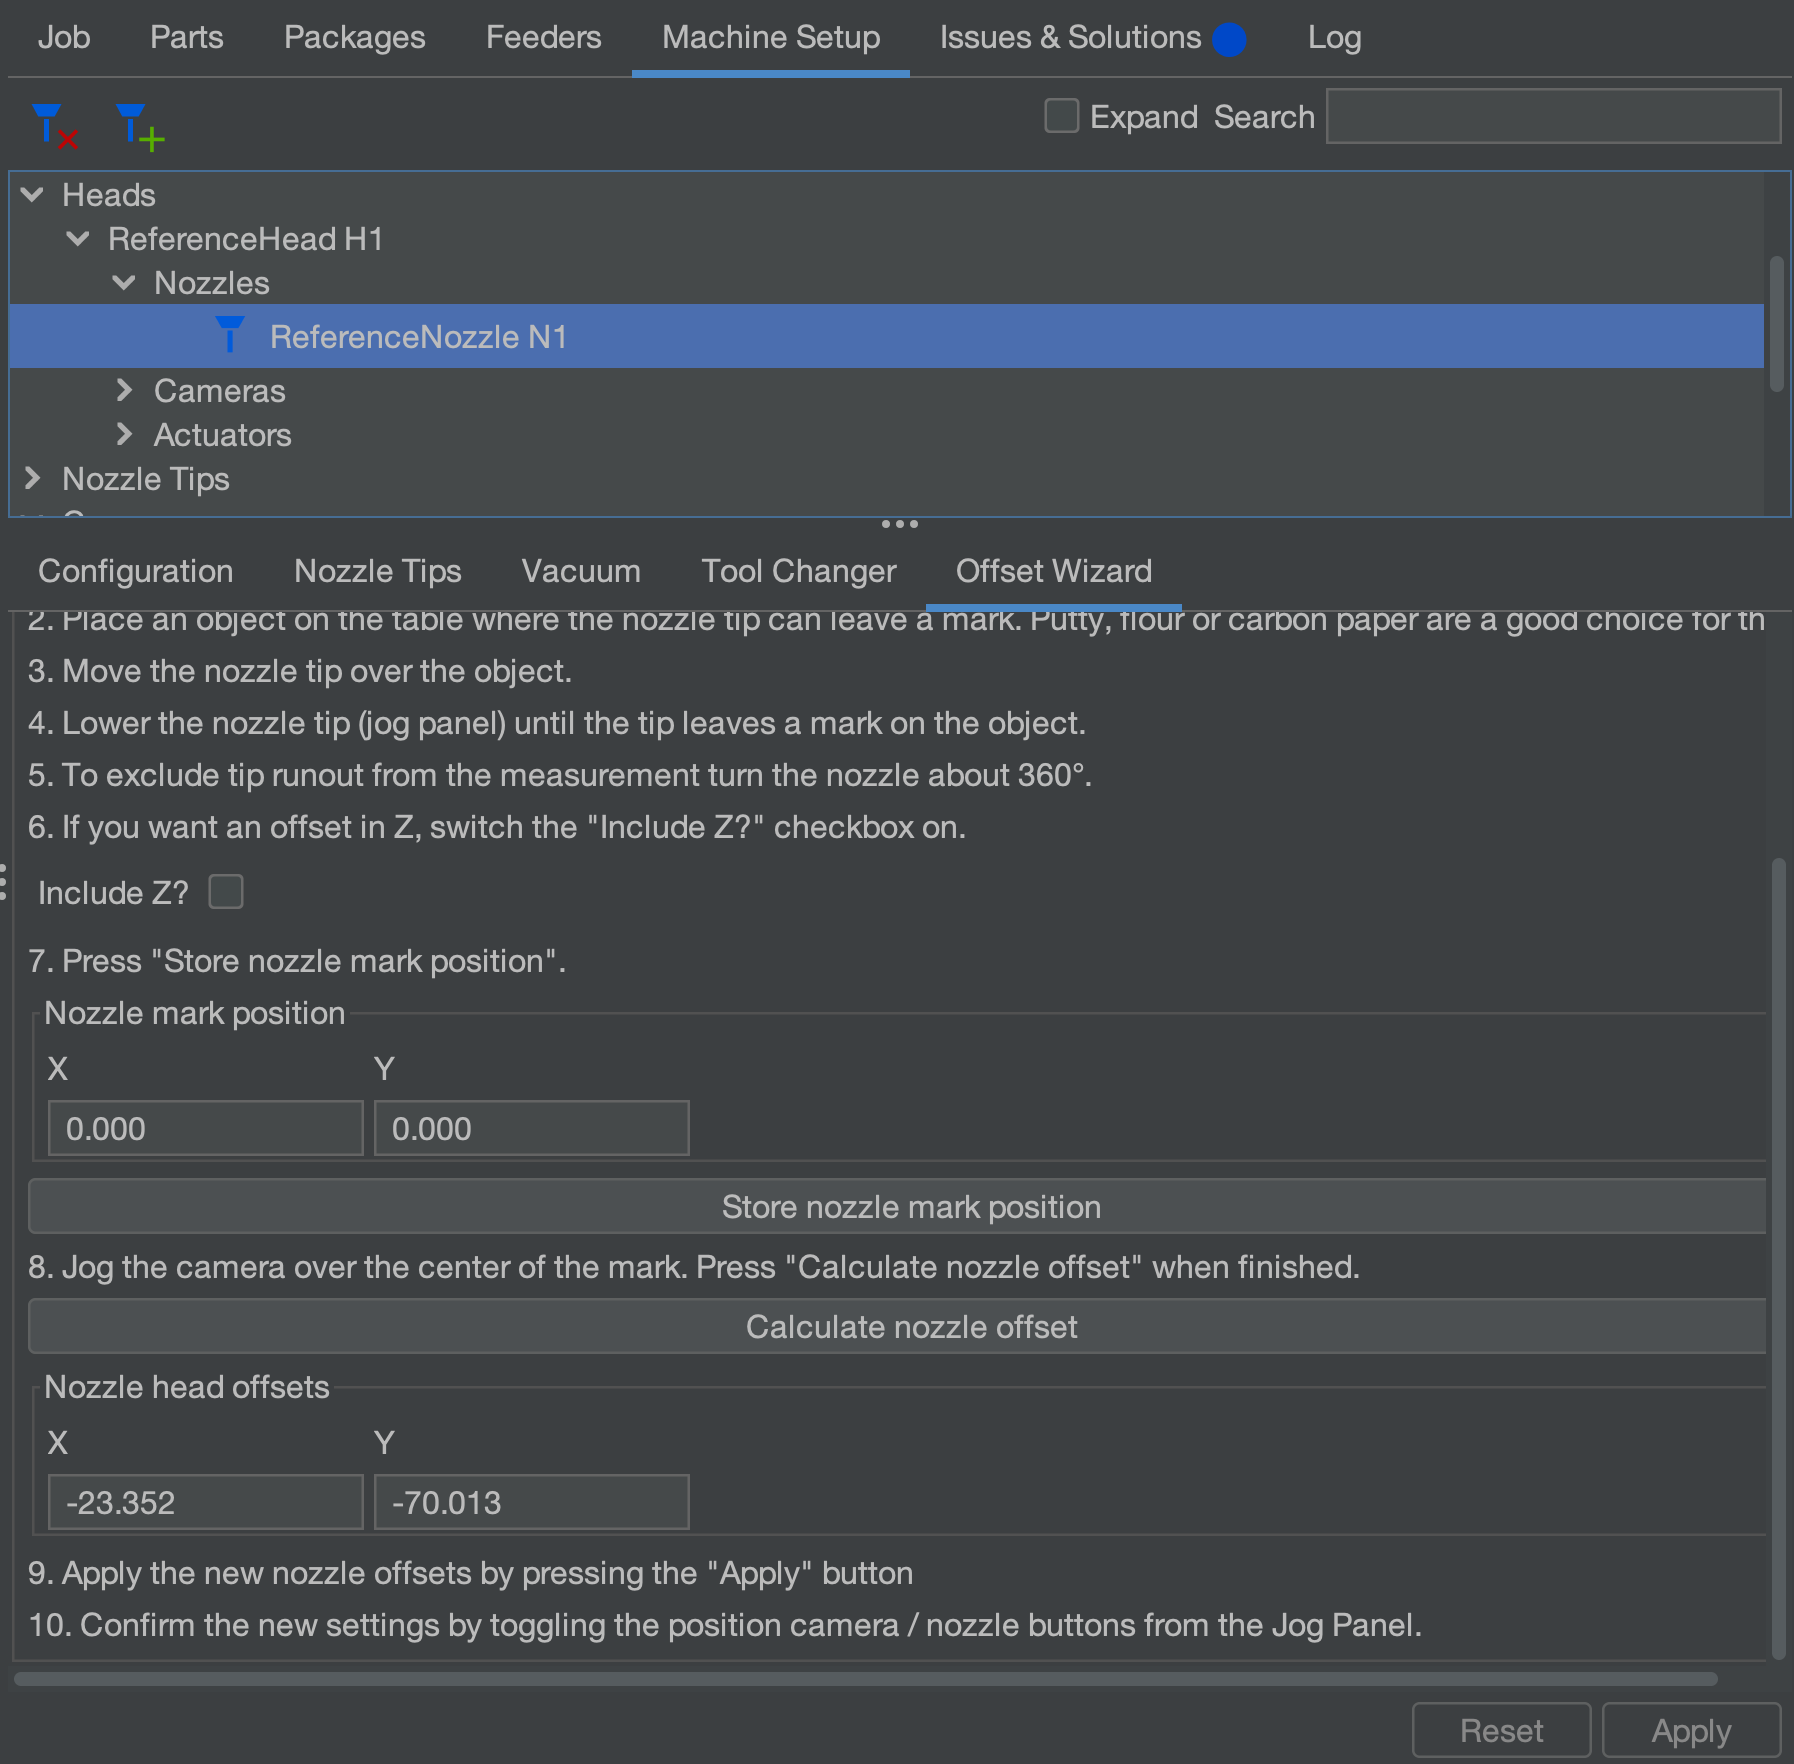 Job Parts Packages Feeders Machine Setup Issues & Solutions Log
Expand Search
Heads
ReferenceHead H1
Nozzles
ReferenceNozzle N1
Cameras
Actuators
Nozzle Tips
Configuration Nozzle Tips Vacuum Tool Changer Offset Wizard
2. Place an object on the table where the nozzle tip can leave a mark. Putty, flour or carbon paper are a good choice for th
3. Move the nozzle tip over the object.
4. Lower the nozzle tip (jog panel) until the tip leaves a mark on the object.
5. To exclude tip runout from the measurement turn the nozzle about 360°.
6. If you want an offset in Z, switch the "Include Z?" checkbox on.
Include Z?
7. Press "Store nozzle mark position".
Nozzle mark position
X Y
0.000 0.000
Store nozzle mark position
8. Jog the camera over the center of the mark. Press "Calculate nozzle offset" when finished.
Calculate nozzle offset
Nozzle head offsets
X Y
-23.352 -70.013
9. Apply the new nozzle offsets by pressing the "Apply" button
10. Confirm the new settings by toggling the position camera / nozzle buttons from the Jog Panel.
Reset Apply